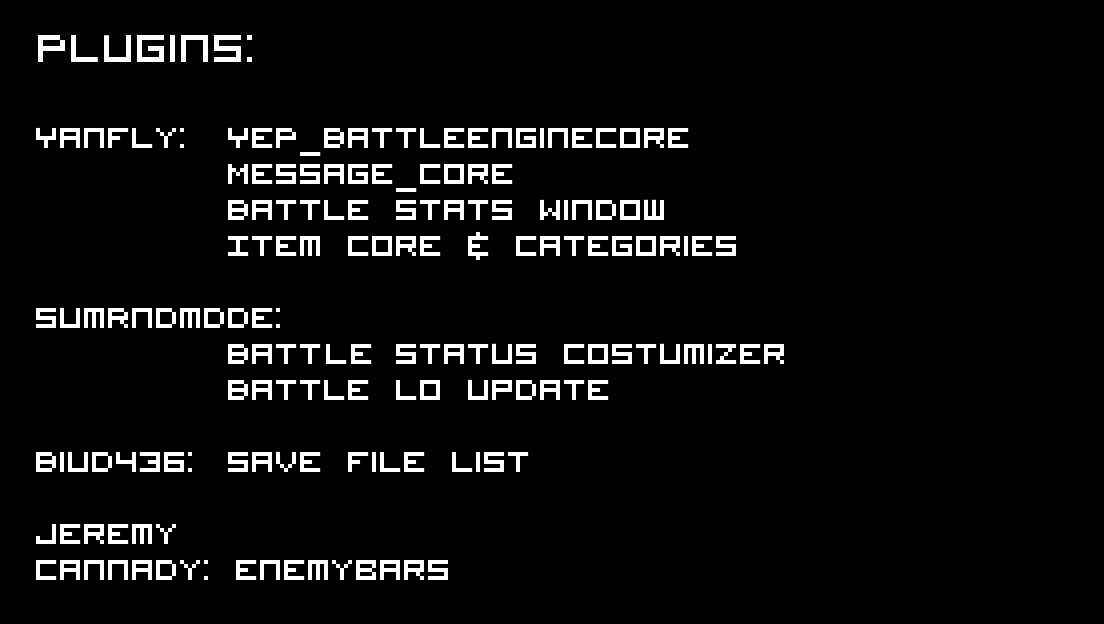 PLUGINS:
YANFLY: YEP_BATTLEENGINECORE
MESSAGE_CORE
BATTLE STATS WINDOW
ITEM CORE & CATEGORIES
SUMRNDMDDE:
BATTLE STATUS COSTUMIZER
BATTLE LO UPDATE
BIUD436: SAVE FILE LIST
JEREMY
CANNADY: ENEMYBARS